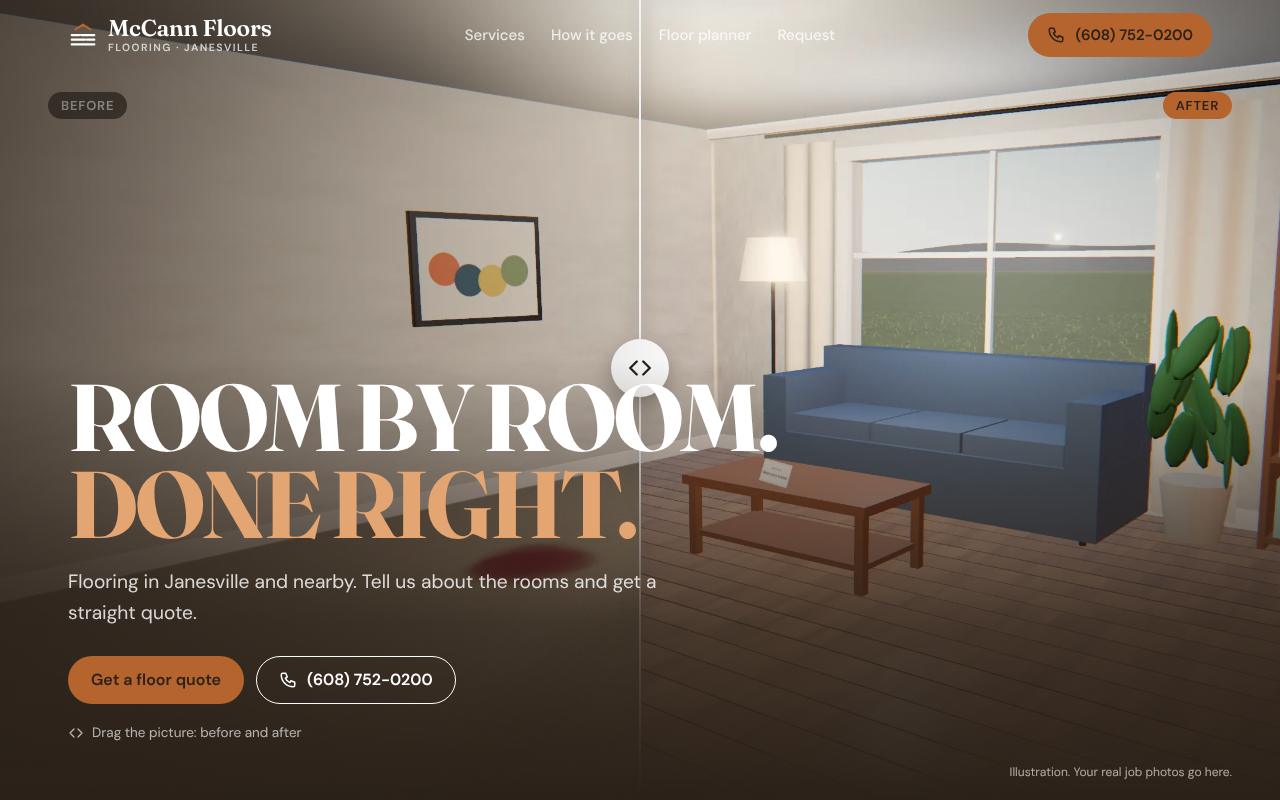 McCann Floors
FLOORING · JANESVILLE
Services
How it goes
Floor planner
Request
(608) 752-0200
BEFORE
AFTER
ROOM BY ROOM.
DONE RIGHT.
Flooring in Janesville and nearby. Tell us about the rooms and get a
straight quote.
Get a floor quote
(608) 752-0200
Drag the picture: before and after
Illustration. Your real job photos go here.